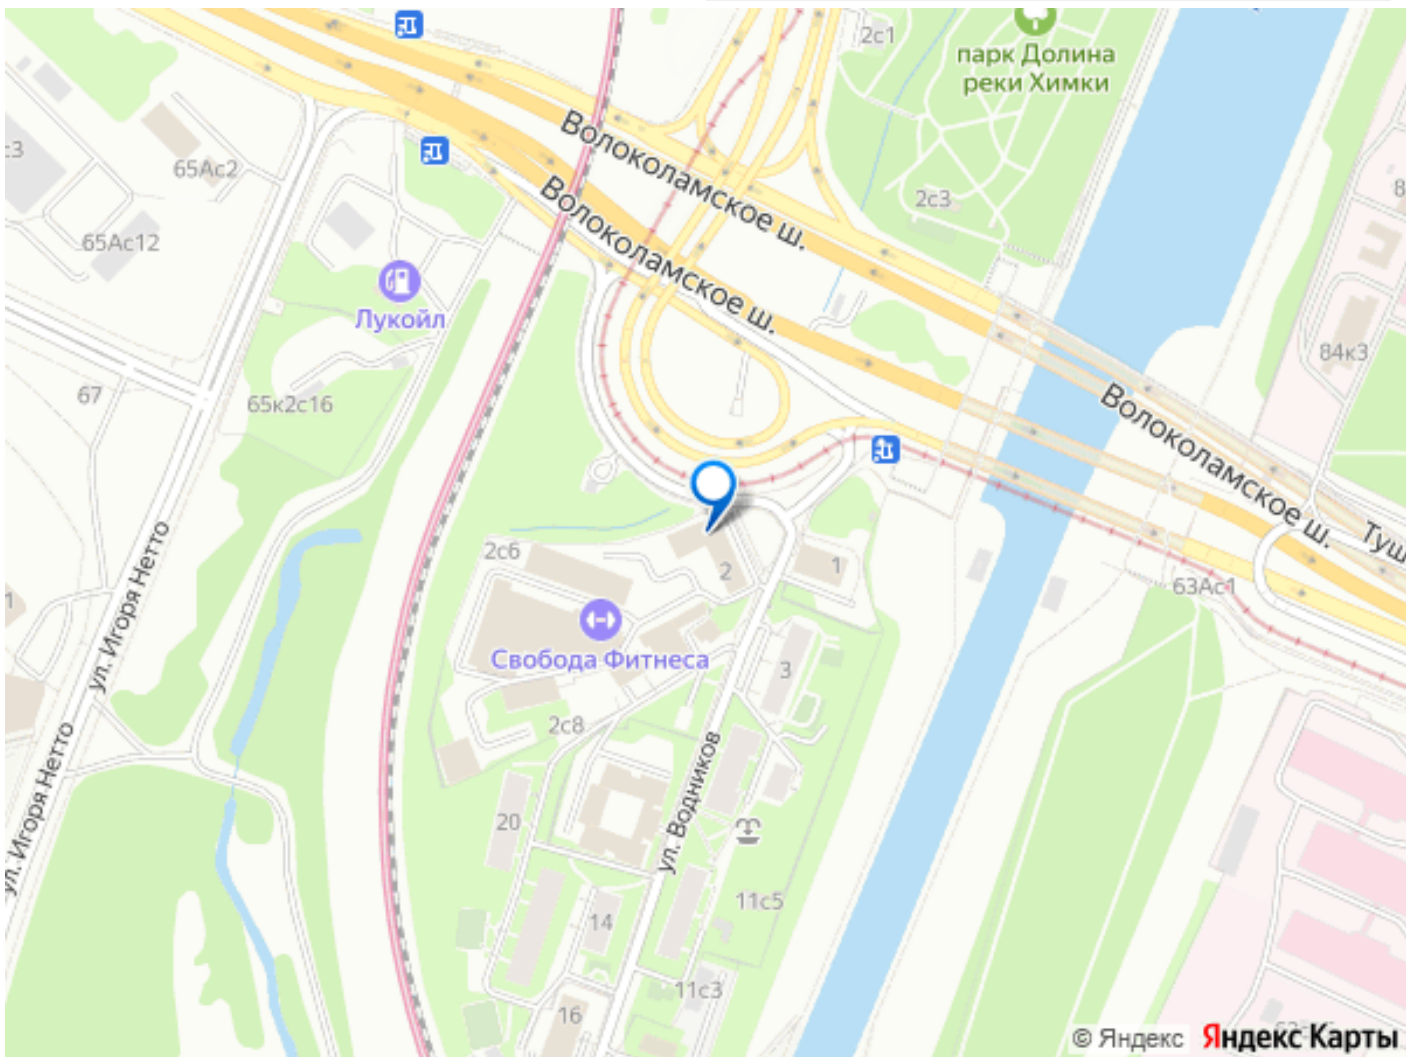 2с1
парк Долина
реки Химки
Волоколамское ш.
с3
65Ас2
2с3
Волоколамское ш.
65Ас12
Лукойл
84к3
67
65к2с16
Волоколамское ш.
Туш
2с6
2
1
63Ас1
1
ул. Игоря Нетто
Свобода Фитнеса
3
2с8
ул. Игоря Нетто
ул. Водников
20
14
11с5
11с3
16
© Яндекс Яндекс Карты